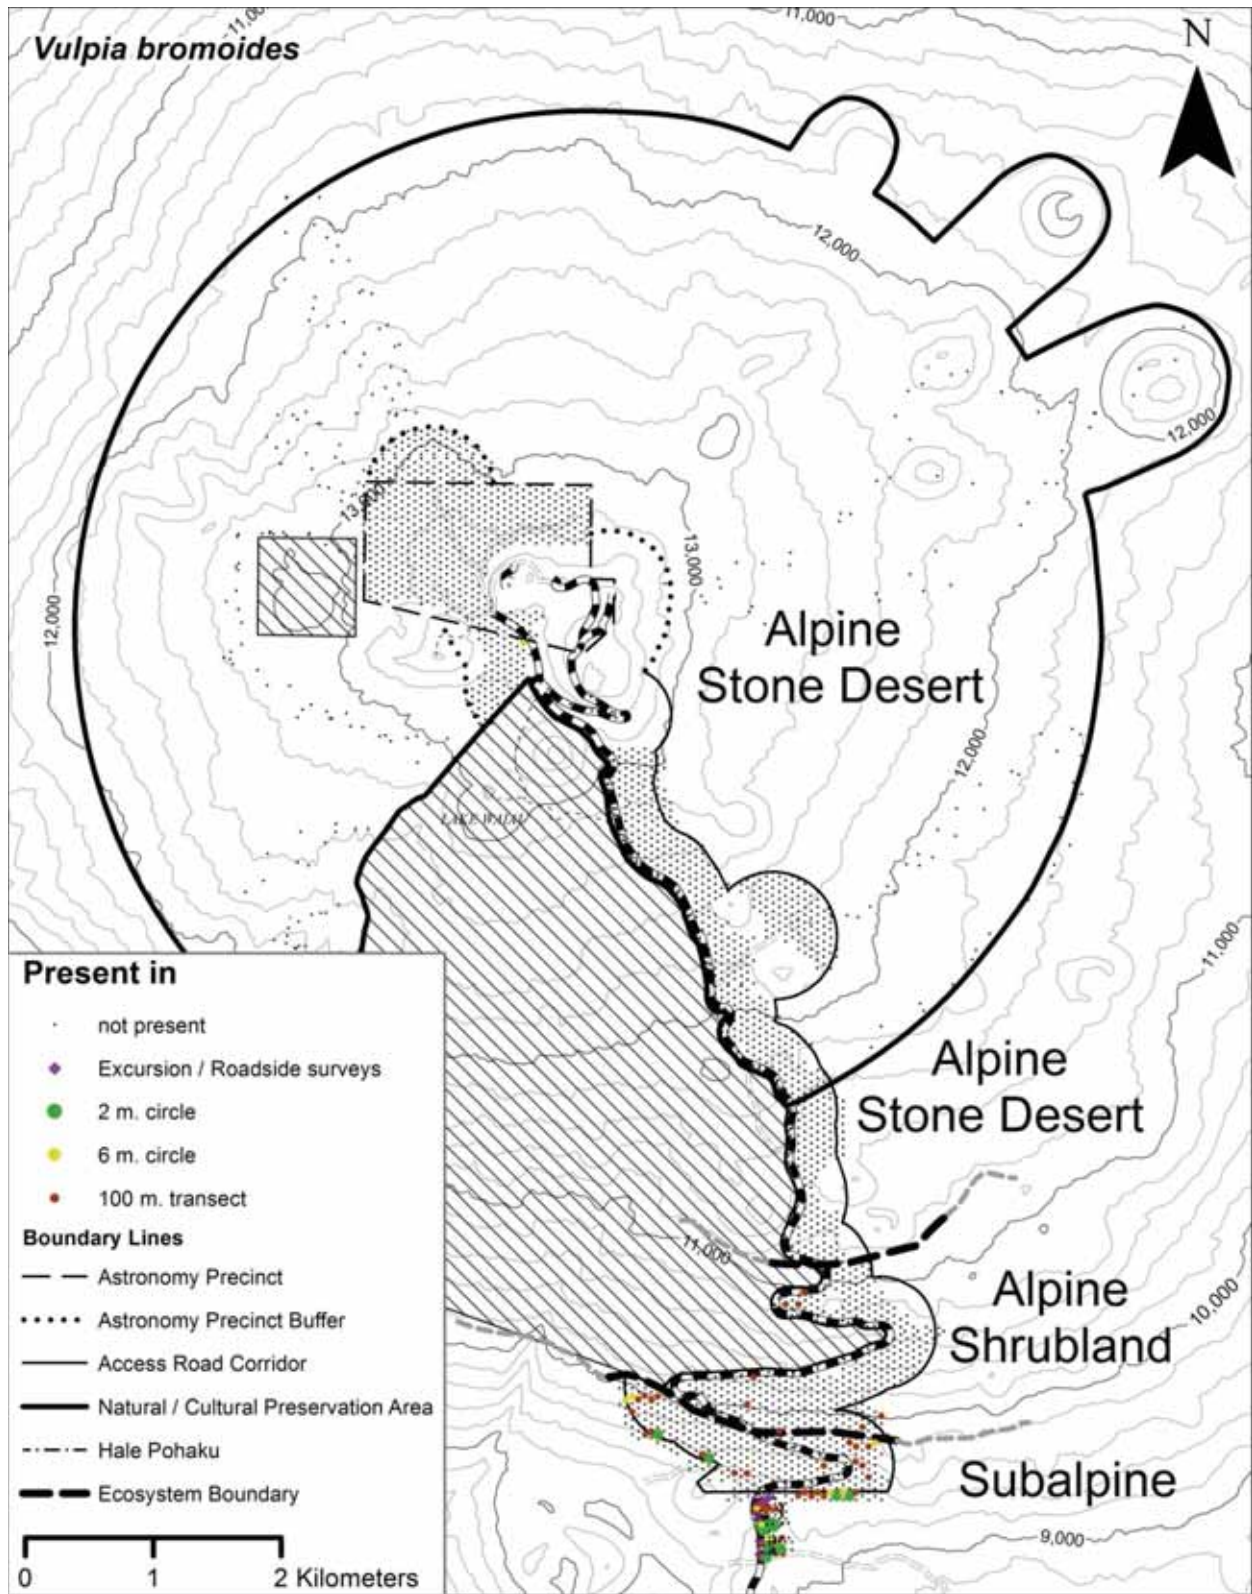 Vulpia bromoides
11,000
11,000
N
12,000
12,000
13,000
13,000
12,000
Alpine
Stone Desert
12,000
LAKE WAIAU
11,000
Present in
not present
Excursion / Roadside surveys
2 m. circle
6 m. circle
100 m. transect
Boundary Lines
Astronomy Precinct
Astronomy Precinct Buffer
Access Road Corridor
Natural / Cultural Preservation Area
Hale Pohaku
Ecosystem Boundary
0 1 2 Kilometers
Alpine
Stone Desert
11,000
Alpine
Shrubland
10,000
Subalpine
9,000